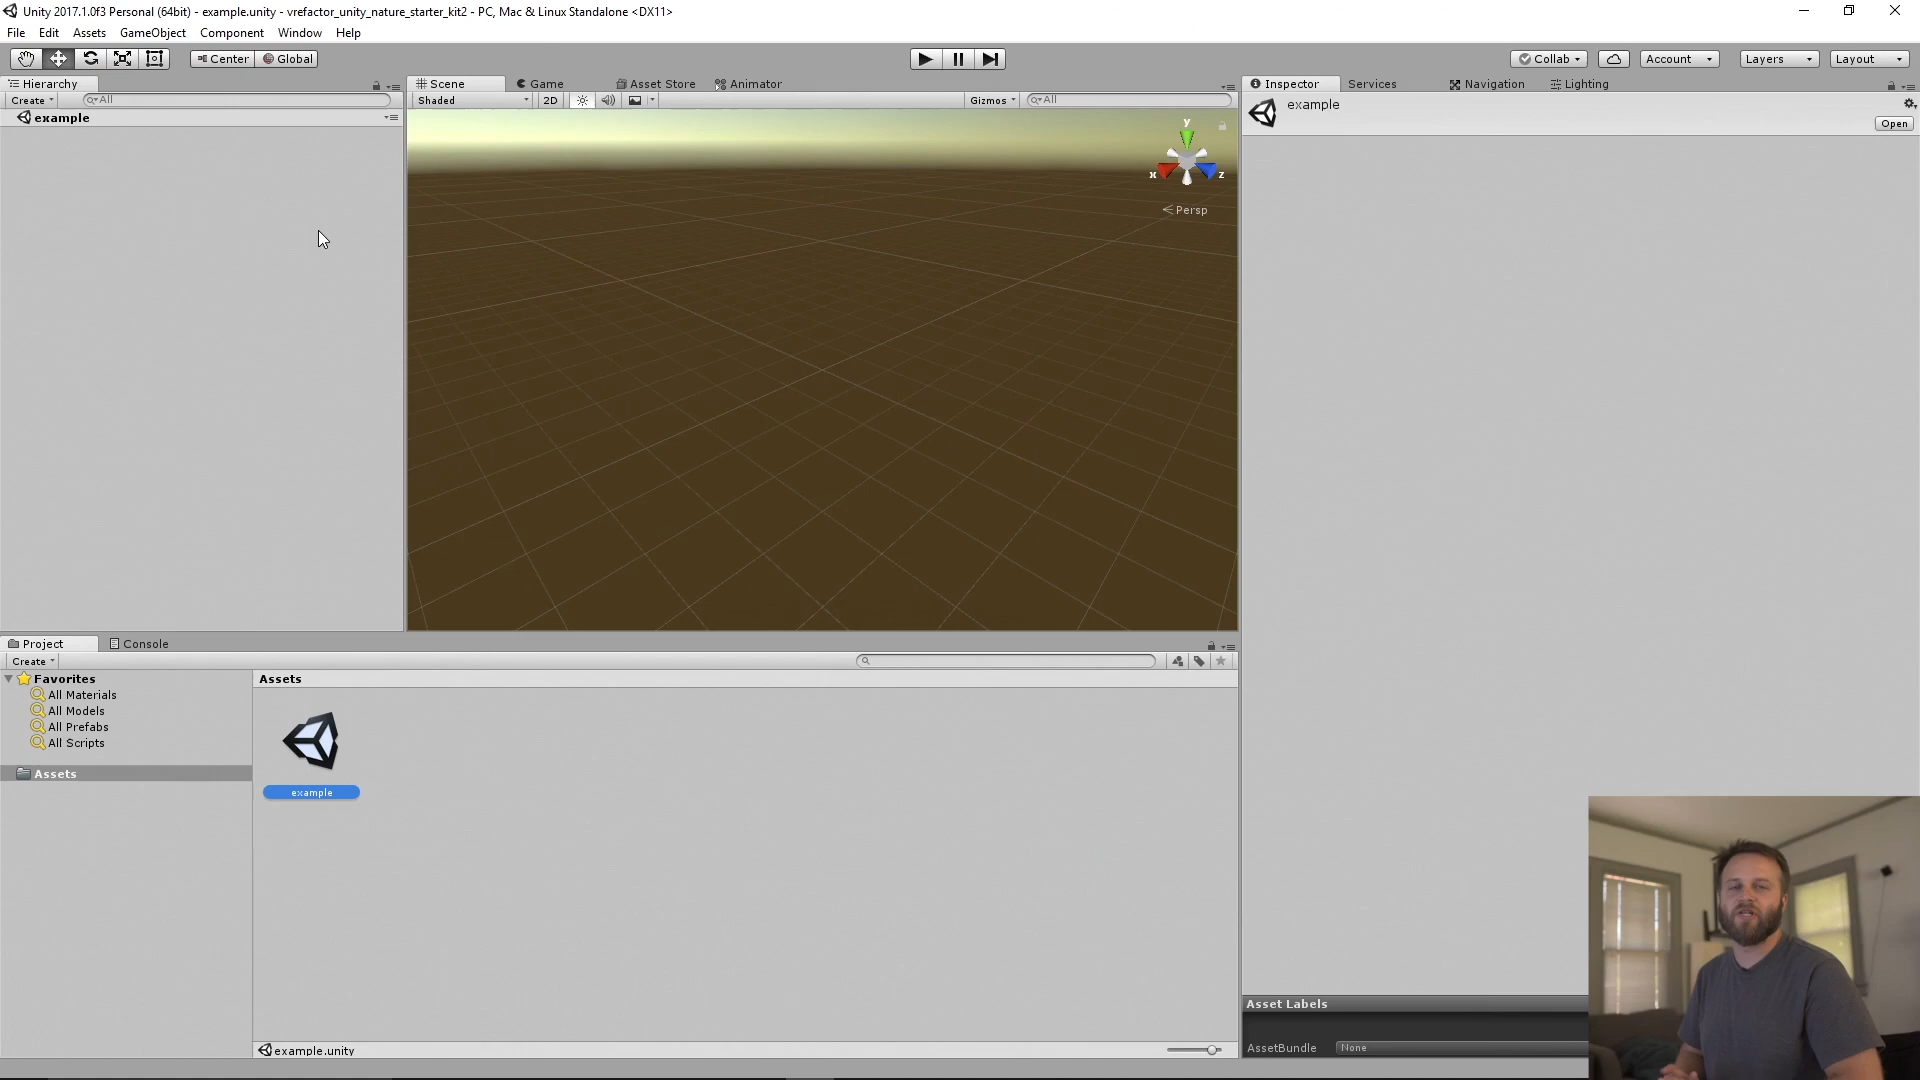 Unity 2017.1.0f3 Personal (64bit) - example.unity - vrefactor_unity_nature_starter_kit2 - PC, Mac & Linux Standalone <DX11>
File Edit Assets GameObject Component Window Help
Center Global Collab Account Layers Layout
Hierarchy Scene Game Asset Store Animator Inspector Services Navigation Lighting
Create All Shaded 2D Gizmos All example
example Open
y
x z
Persp
Project Console
Create
Favorites Assets
All Materials
All Models
All Prefabs
All Scripts
Assets
example
Asset Labels
example.unity AssetBundle None